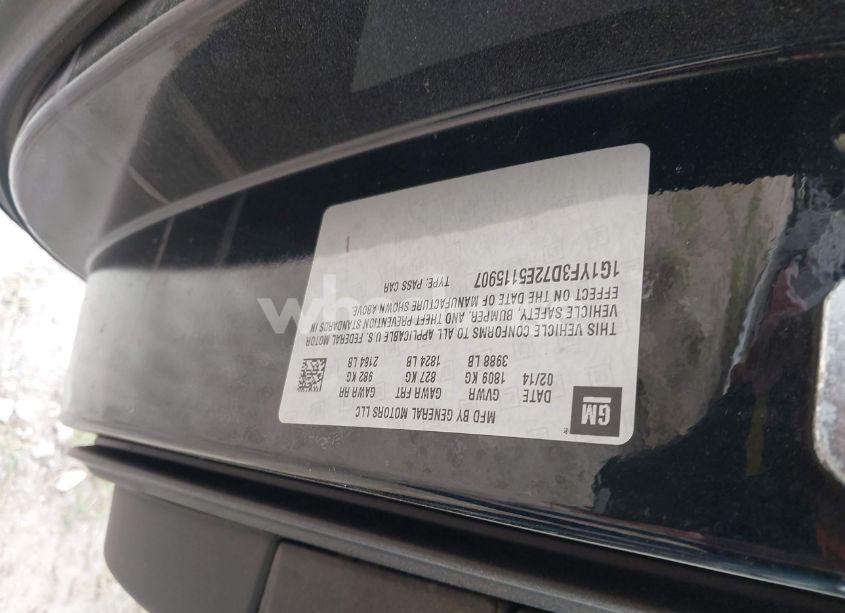 MFD BY GENERAL MOTORS LLC
GM
DATE GVWR GAWR FRT GAWR RR
02/14 1809 KG 827 KG 982 KG
3988 LB 1824 LB 2164 LB
THIS VEHICLE CONFORMS TO ALL APPLICABLE U.S. FEDERAL MOTOR
VEHICLE SAFETY, BUMPER, AND THEFT PREVENTION STANDARDS IN
EFFECT ON THE DATE OF MANUFACTURE SHOWN ABOVE.
1G1YF3D72E5115907 TYPE: PASS CAR